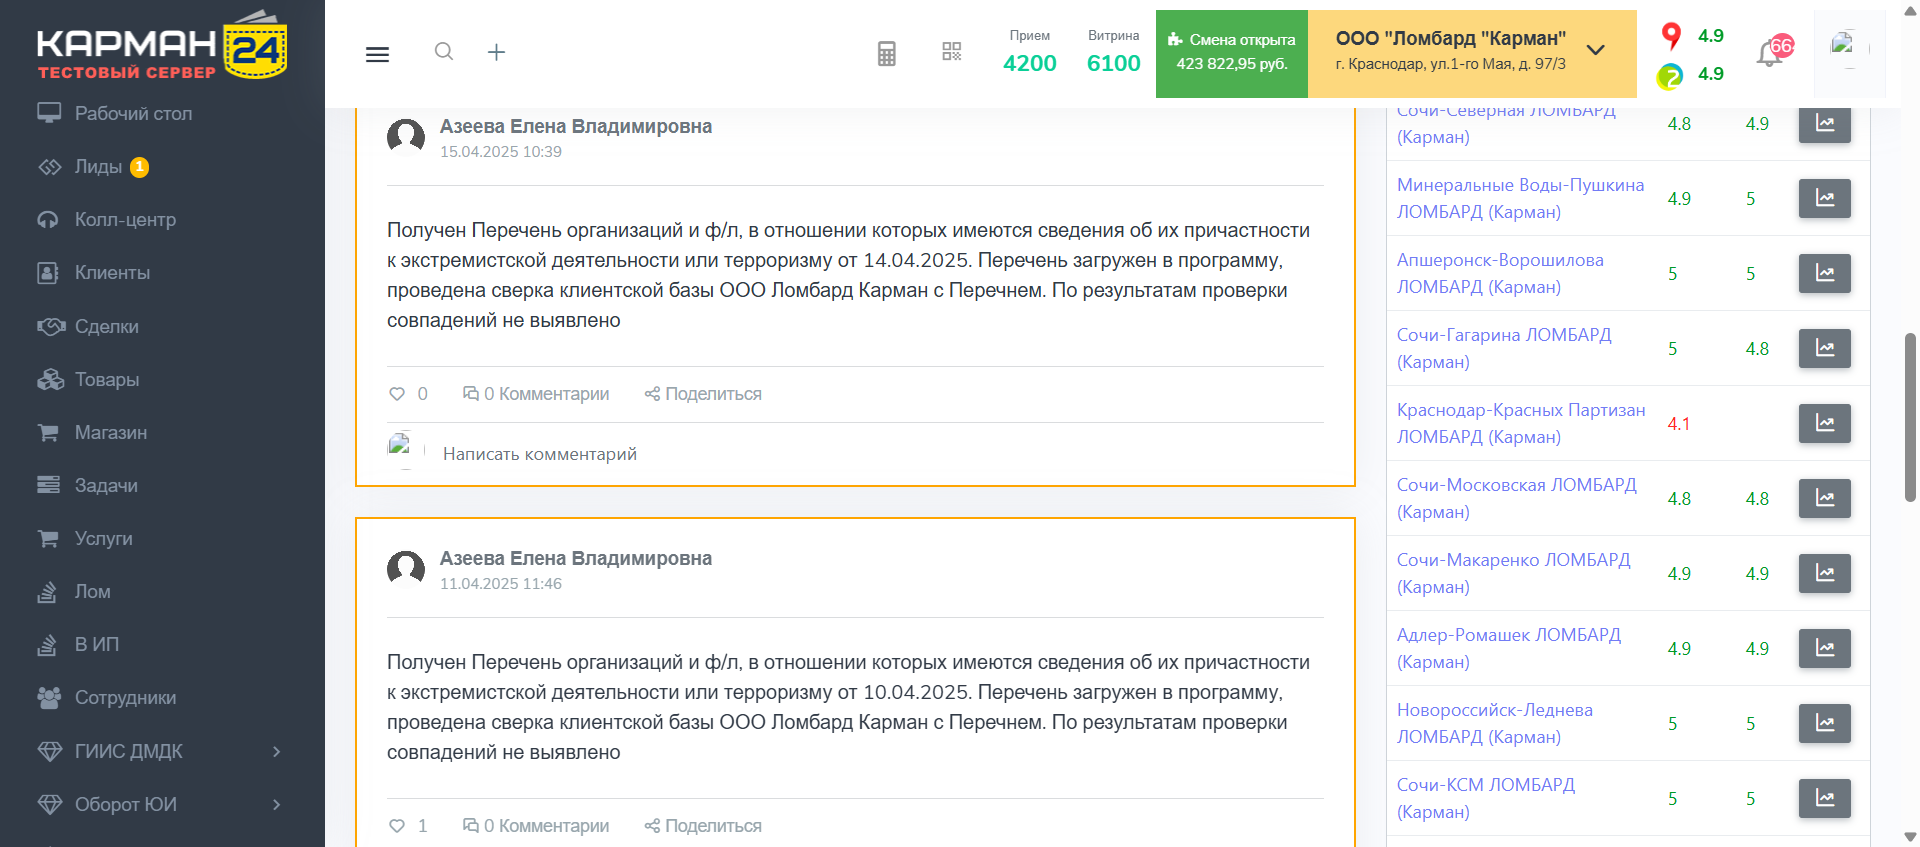 КАРМАН 24
ТЕСТОВЫЙ СЕРВЕР
Рабочий стол
Лиды 1
Колл-центр
Клиенты
Сделки
Товары
Магазин
Задачи
Услуги
Лом
В ИП
Сотрудники
ГИИС ДМДК
Оборот ЮИ
Прием
4200
Витрина
6100
Смена открыта
423 822,95 руб.
ООО "Ломбард "Карман"
г. Краснодар, ул.1-го Мая, д. 97/3
4.9
4.9
Азеева Елена Владимировна
15.04.2025 10:39
Получен Перечень организаций и ф/л, в отношении которых имеются сведения об их причастности
к экстремистской деятельности или терроризму от 14.04.2025. Перечень загружен в программу,
проведена сверка клиентской базы ООО Ломбард Карман с Перечнем. По результатам проверки
совпадений не выявлено
0 0 Комментарии Поделиться
Написать комментарий
Азеева Елена Владимировна
11.04.2025 11:46
Получен Перечень организаций и ф/л, в отношении которых имеются сведения об их причастности
к экстремистской деятельности или терроризму от 10.04.2025. Перечень загружен в программу,
проведена сверка клиентской базы ООО Ломбард Карман с Перечнем. По результатам проверки
совпадений не выявлено
1 0 Комментарии Поделиться
Сочи-Северная ЛОМБАРД
(Карман) 4.8 4.9
Минеральные Воды-Пушкина
ЛОМБАРД (Карман) 4.9 5
Апшеронск-Ворошилова
ЛОМБАРД (Карман) 5 5
Сочи-Гагарина ЛОМБАРД
(Карман) 5 4.8
Краснодар-Красных Партизан
ЛОМБАРД (Карман) 4.1
Сочи-Московская ЛОМБАРД
(Карман) 4.8 4.8
Сочи-Макаренко ЛОМБАРД
(Карман) 4.9 4.9
Адлер-Ромашек ЛОМБАРД
(Карман) 4.9 4.9
Новороссийск-Леднева
ЛОМБАРД (Карман) 5 5
Сочи-КСМ ЛОМБАРД
(Карман) 5 5